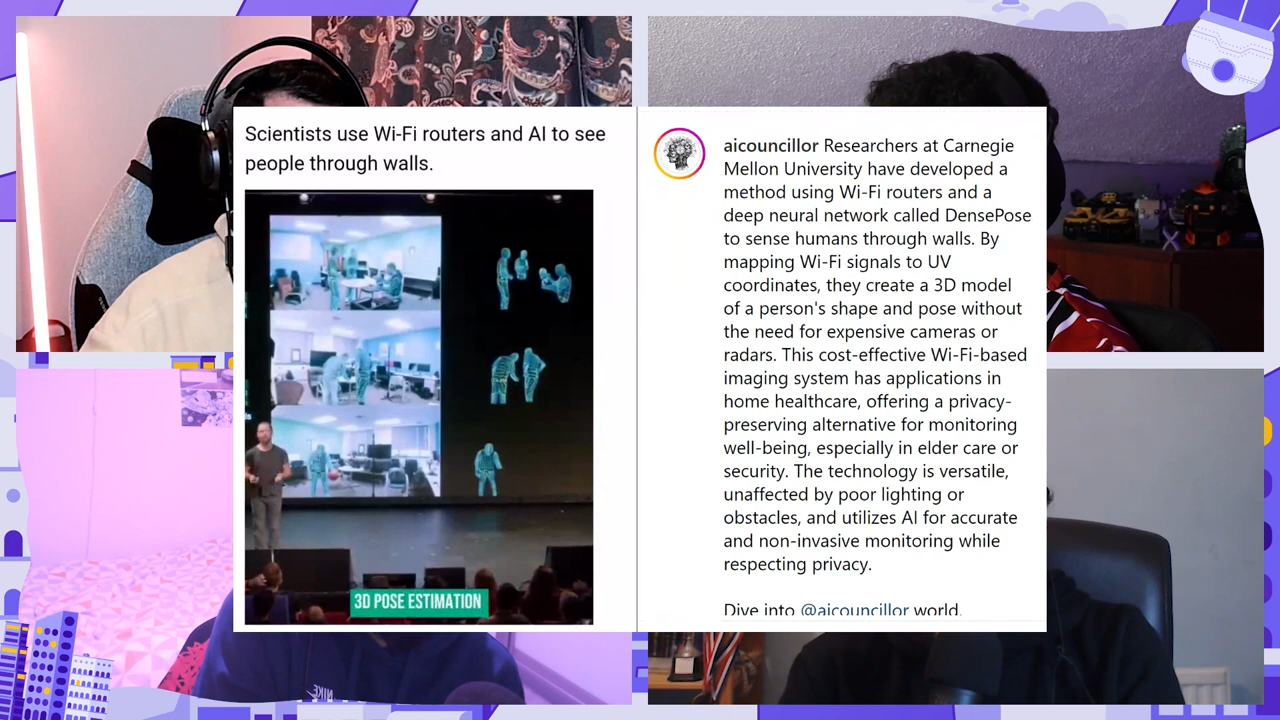 Scientists use Wi-Fi routers and AI to see
people through walls.
3D POSE ESTIMATION
aicouncillor Researchers at Carnegie
Mellon University have developed a
method using Wi-Fi routers and a
deep neural network called DensePose
to sense humans through walls. By
mapping Wi-Fi signals to UV
coordinates, they create a 3D model
of a person's shape and pose without
the need for expensive cameras or
radars. This cost-effective Wi-Fi-based
imaging system has applications in
home healthcare, offering a privacy-
preserving alternative for monitoring
well-being, especially in elder care or
security. The technology is versatile,
unaffected by poor lighting or
obstacles, and utilizes AI for accurate
and non-invasive monitoring while
respecting privacy.
Dive into @aicouncillor world.
NIKE